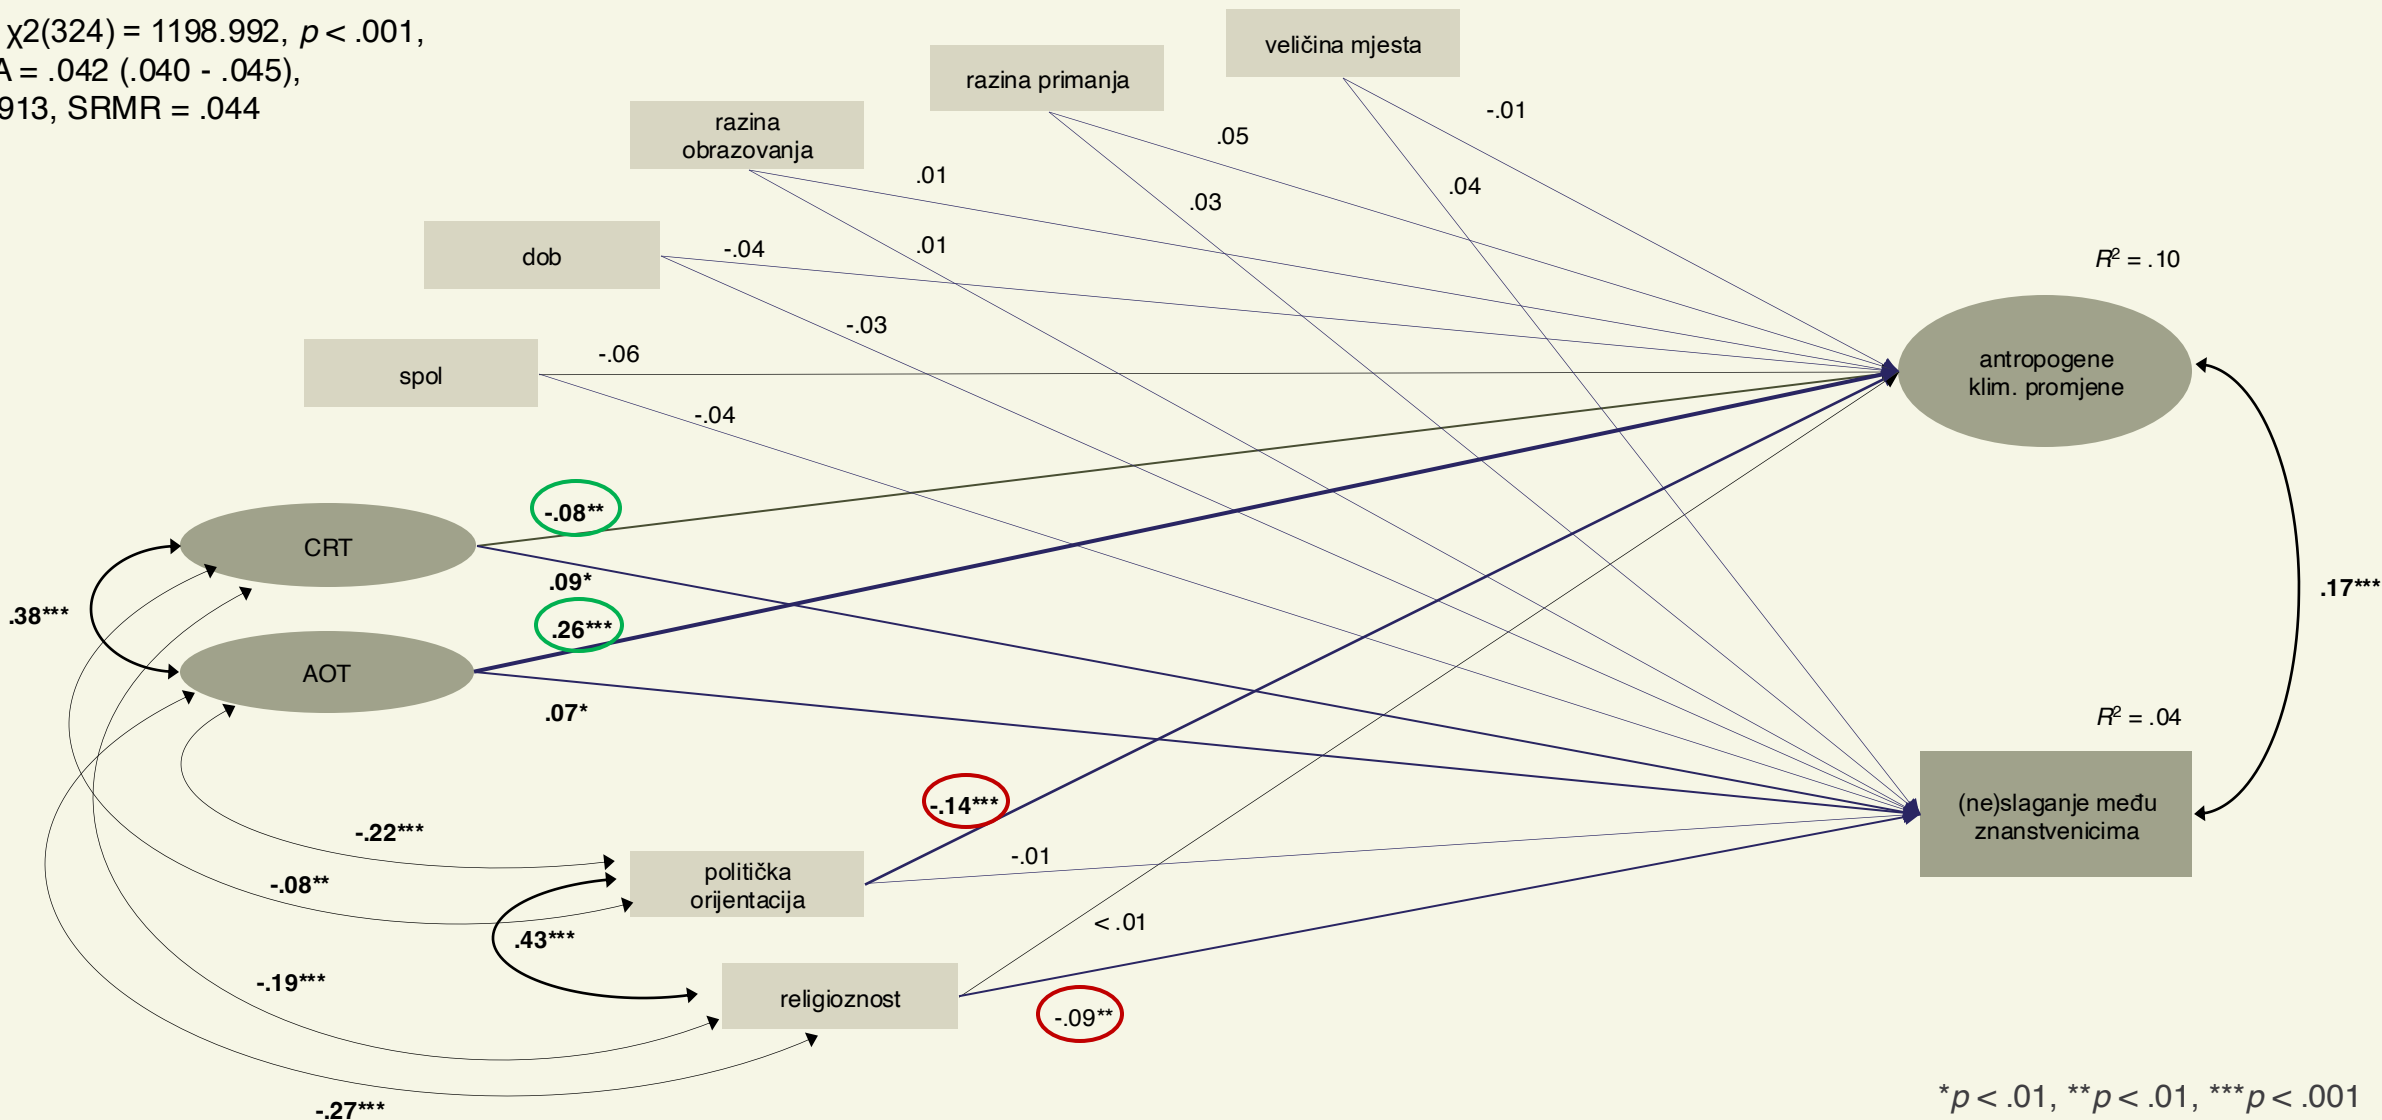 χ2(324) = 1198.992, p < .001,
A = .042 (.040 - .045),
913, SRMR = .044
veličina mjesta
razina primanja
razina
obrazovanja
dob
spol
-.01
.05
.04
.01
.03
.01
-.04
-.03
-.06
-.04
R² = .10
antropogene
klim. promjene
CRT
-.08**
.09*
.38***
.26***
AOT
.07*
.17***
R² = .04
(ne)slaganje među
znanstvenicima
-.14***
-.22***
-.01
politička
orijentacija
-.08**
< .01
.43***
-.19***
religioznost
-.09**
-.27***
*p < .01, **p < .01, ***p < .001